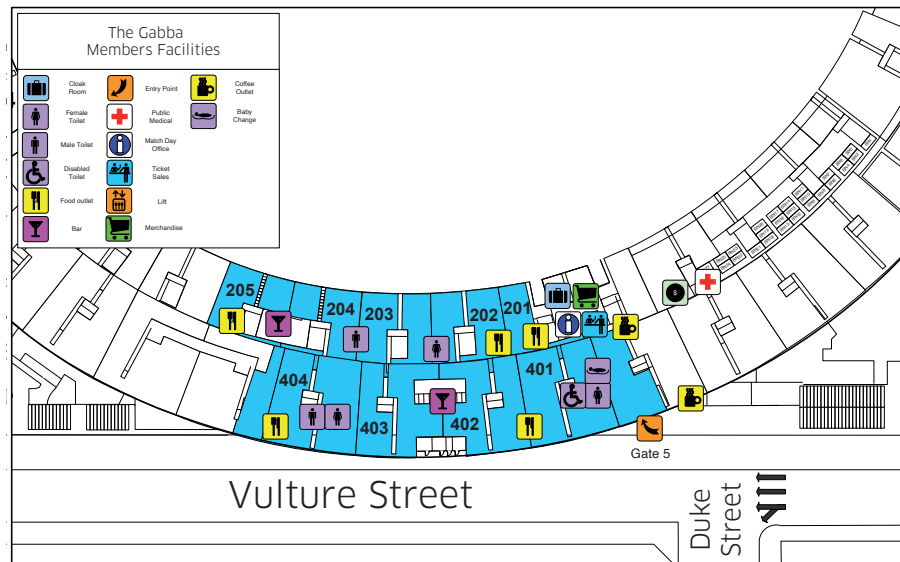 The Gabba
Members Facilities
Cloak
Room
Entry Point
Coffee
Outlet
Female
Toilet
Public
Medical
Baby
Change
Male Toilet
Match Day
Office
Disabled
Toilet
Ticket
Sales
Food outlet
Lift
Bar
Merchandise
205
204
203
202
201
$
404
403
402
401
Gate 5
Vulture Street
Duke
Street